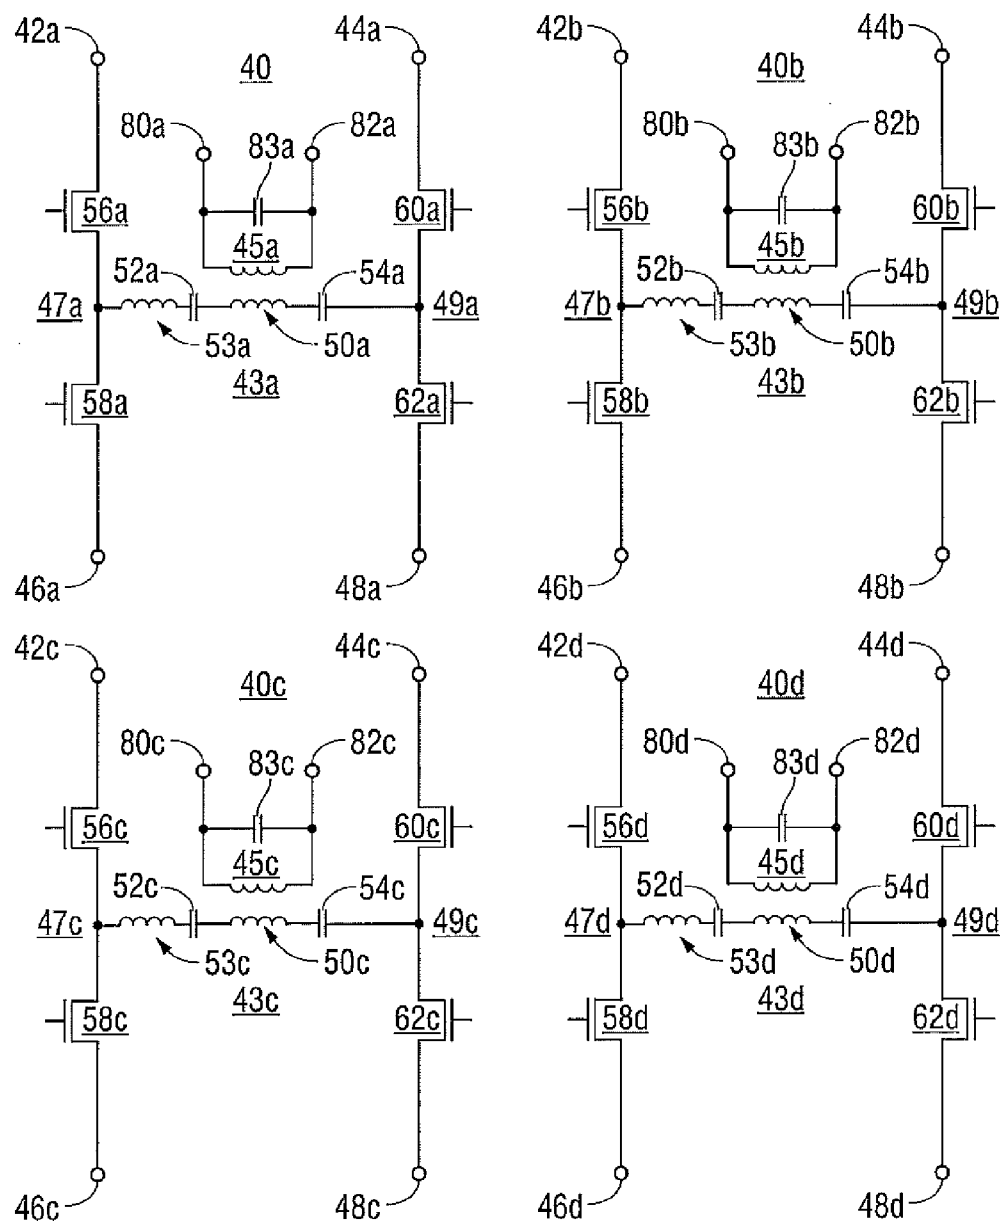 42a 44a 42b 44b
40 40b
80a 82a 80b 82b
83a 83b
56a 60a 56b 60b
45a 45b
52a 54a 52b 54b
47a 49a 47b 49b
53a 50a 53b 50b
43a 43b
58a 62a 58b 62b
46a 48a 46b 48b
42c 44c 42d 44d
40c 40d
80c 82c 80d 82d
83c 83d
56c 60c 56d 60d
45c 45d
52c 54c 52d 54d
47c 49c 47d 49d
53c 50c 53d 50d
43c 43d
58c 62c 58d 62d
46c 48c 46d 48d